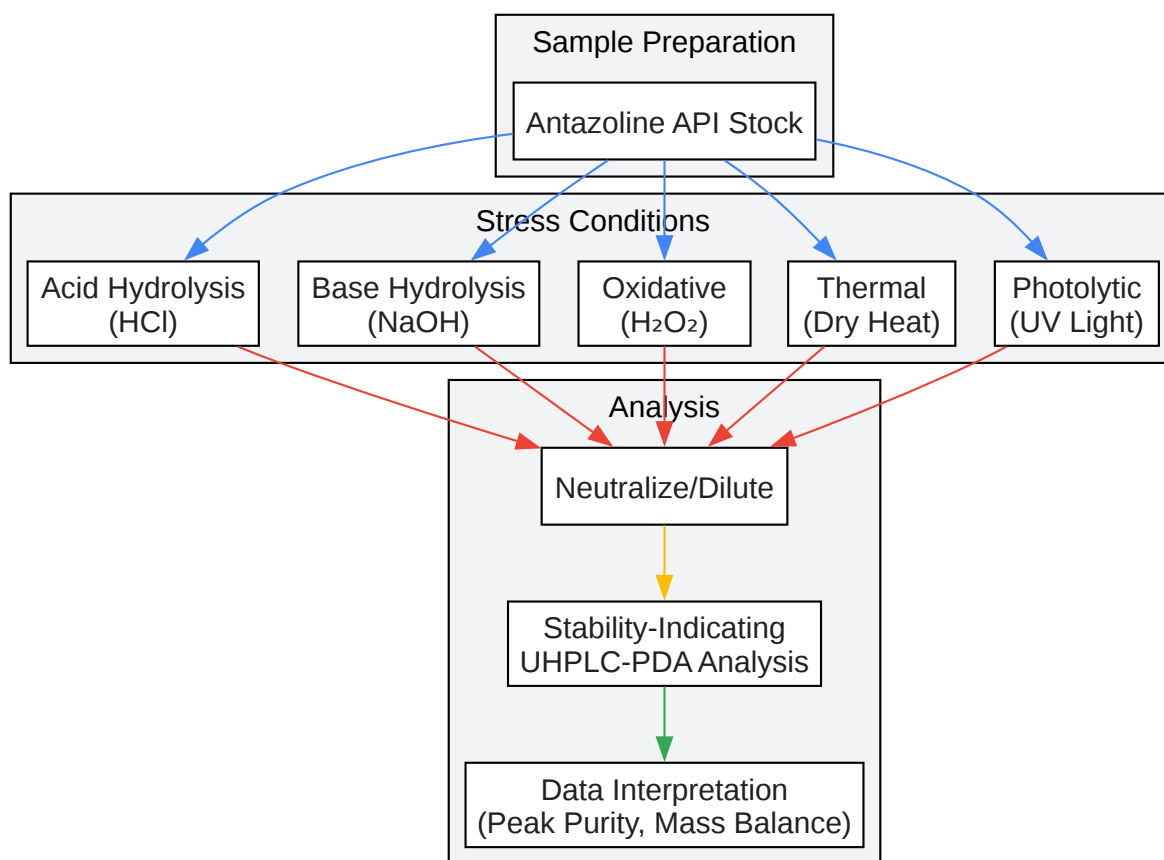 Sample Preparation
Antazoline API Stock
Stress Conditions
Acid Hydrolysis
(HCl)
Base Hydrolysis
(NaOH)
Oxidative
(H₂O₂)
Thermal
(Dry Heat)
Photolytic
(UV Light)
Analysis
Neutralize/Dilute
Stability-Indicating
UHPLC-PDA Analysis
Data Interpretation
(Peak Purity, Mass Balance)